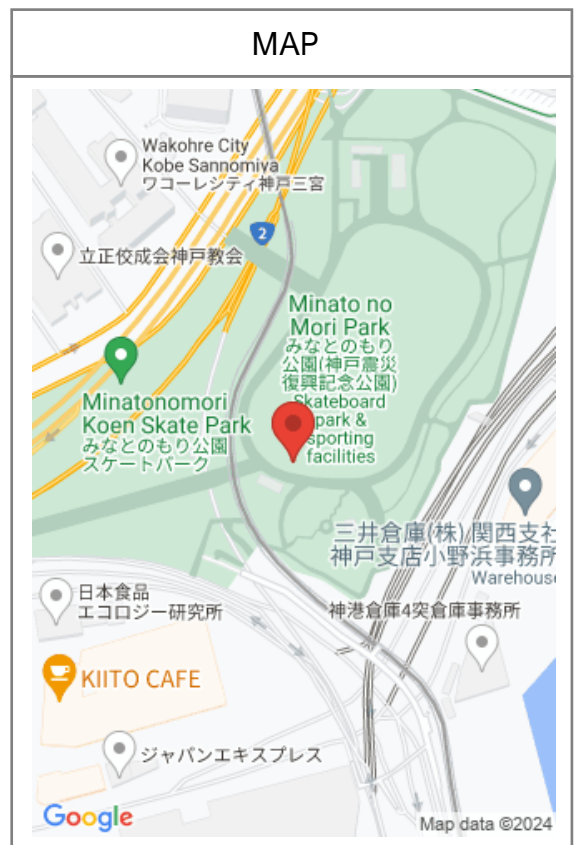 MAP
Wakohre City
Kobe Sannomiya
ワコーレシティ神戸三宮
2
立正佼成会神戸教会
Minato no
Mori Park
みなとのもり
公園(神戸震災
復興記念公園)
Skateboard
park &
sporting
facilities
Minatonomori
Koen Skate Park
みなとのもり公園
スケートパーク
三井倉庫(株) 関西支社
神戸支店小野浜事務所
Warehouse
日本食品
エコロジー研究所
神港倉庫4突倉庫事務所
KIITO CAFE
ジャパンエキスプレス
Google
Map data ©2024